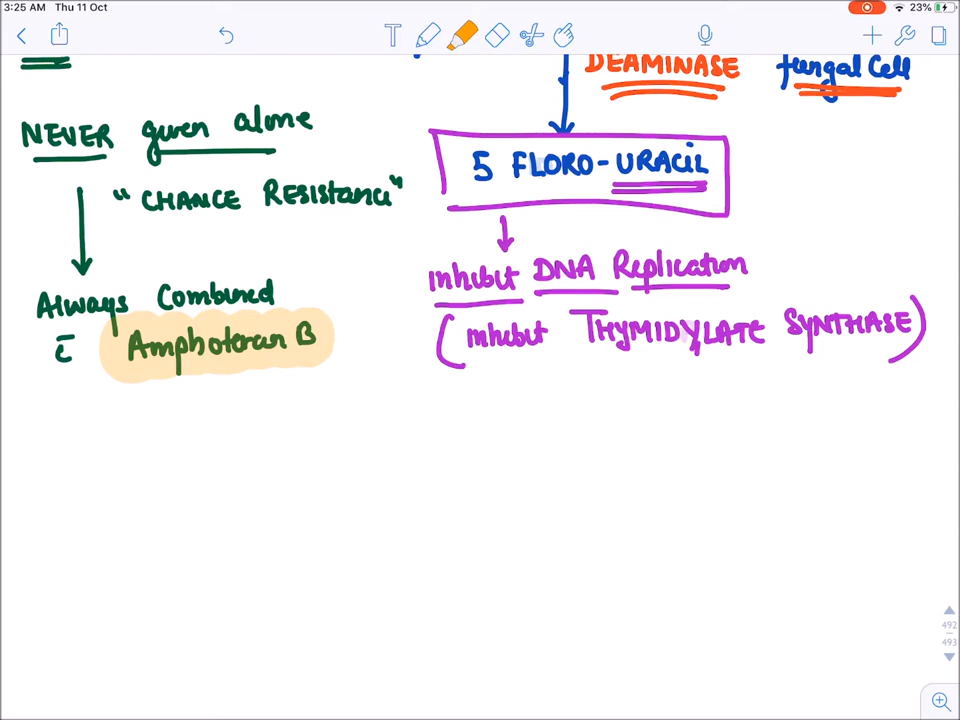 3:25 AM Thu 11 Oct
23%
T
DEAMINASE
fungal Cell
NEVER given alone
"CHANCE Resistance"
Always Combined
c̄ Amphoterecin B
5 FLORO-URACIL
Inhibit DNA Replication
(Inhibit THYMIDYLATE SYNTHASE)
492
493